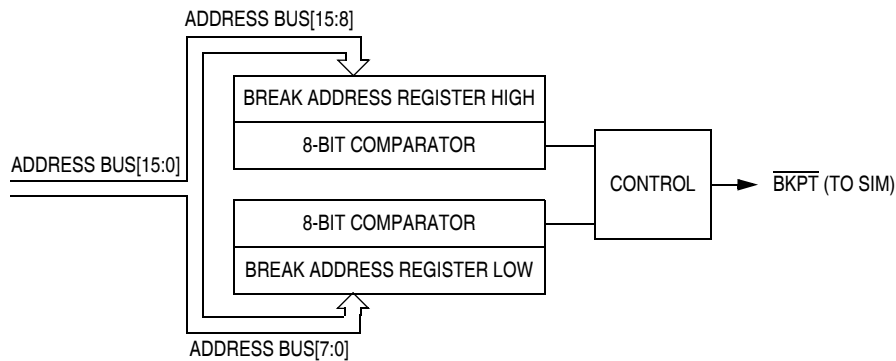 ADDRESS BUS[15:8]
BREAK ADDRESS REGISTER HIGH
8-BIT COMPARATOR
ADDRESS BUS[15:0]
CONTROL
BKPT (TO SIM)
8-BIT COMPARATOR
BREAK ADDRESS REGISTER LOW
ADDRESS BUS[7:0]